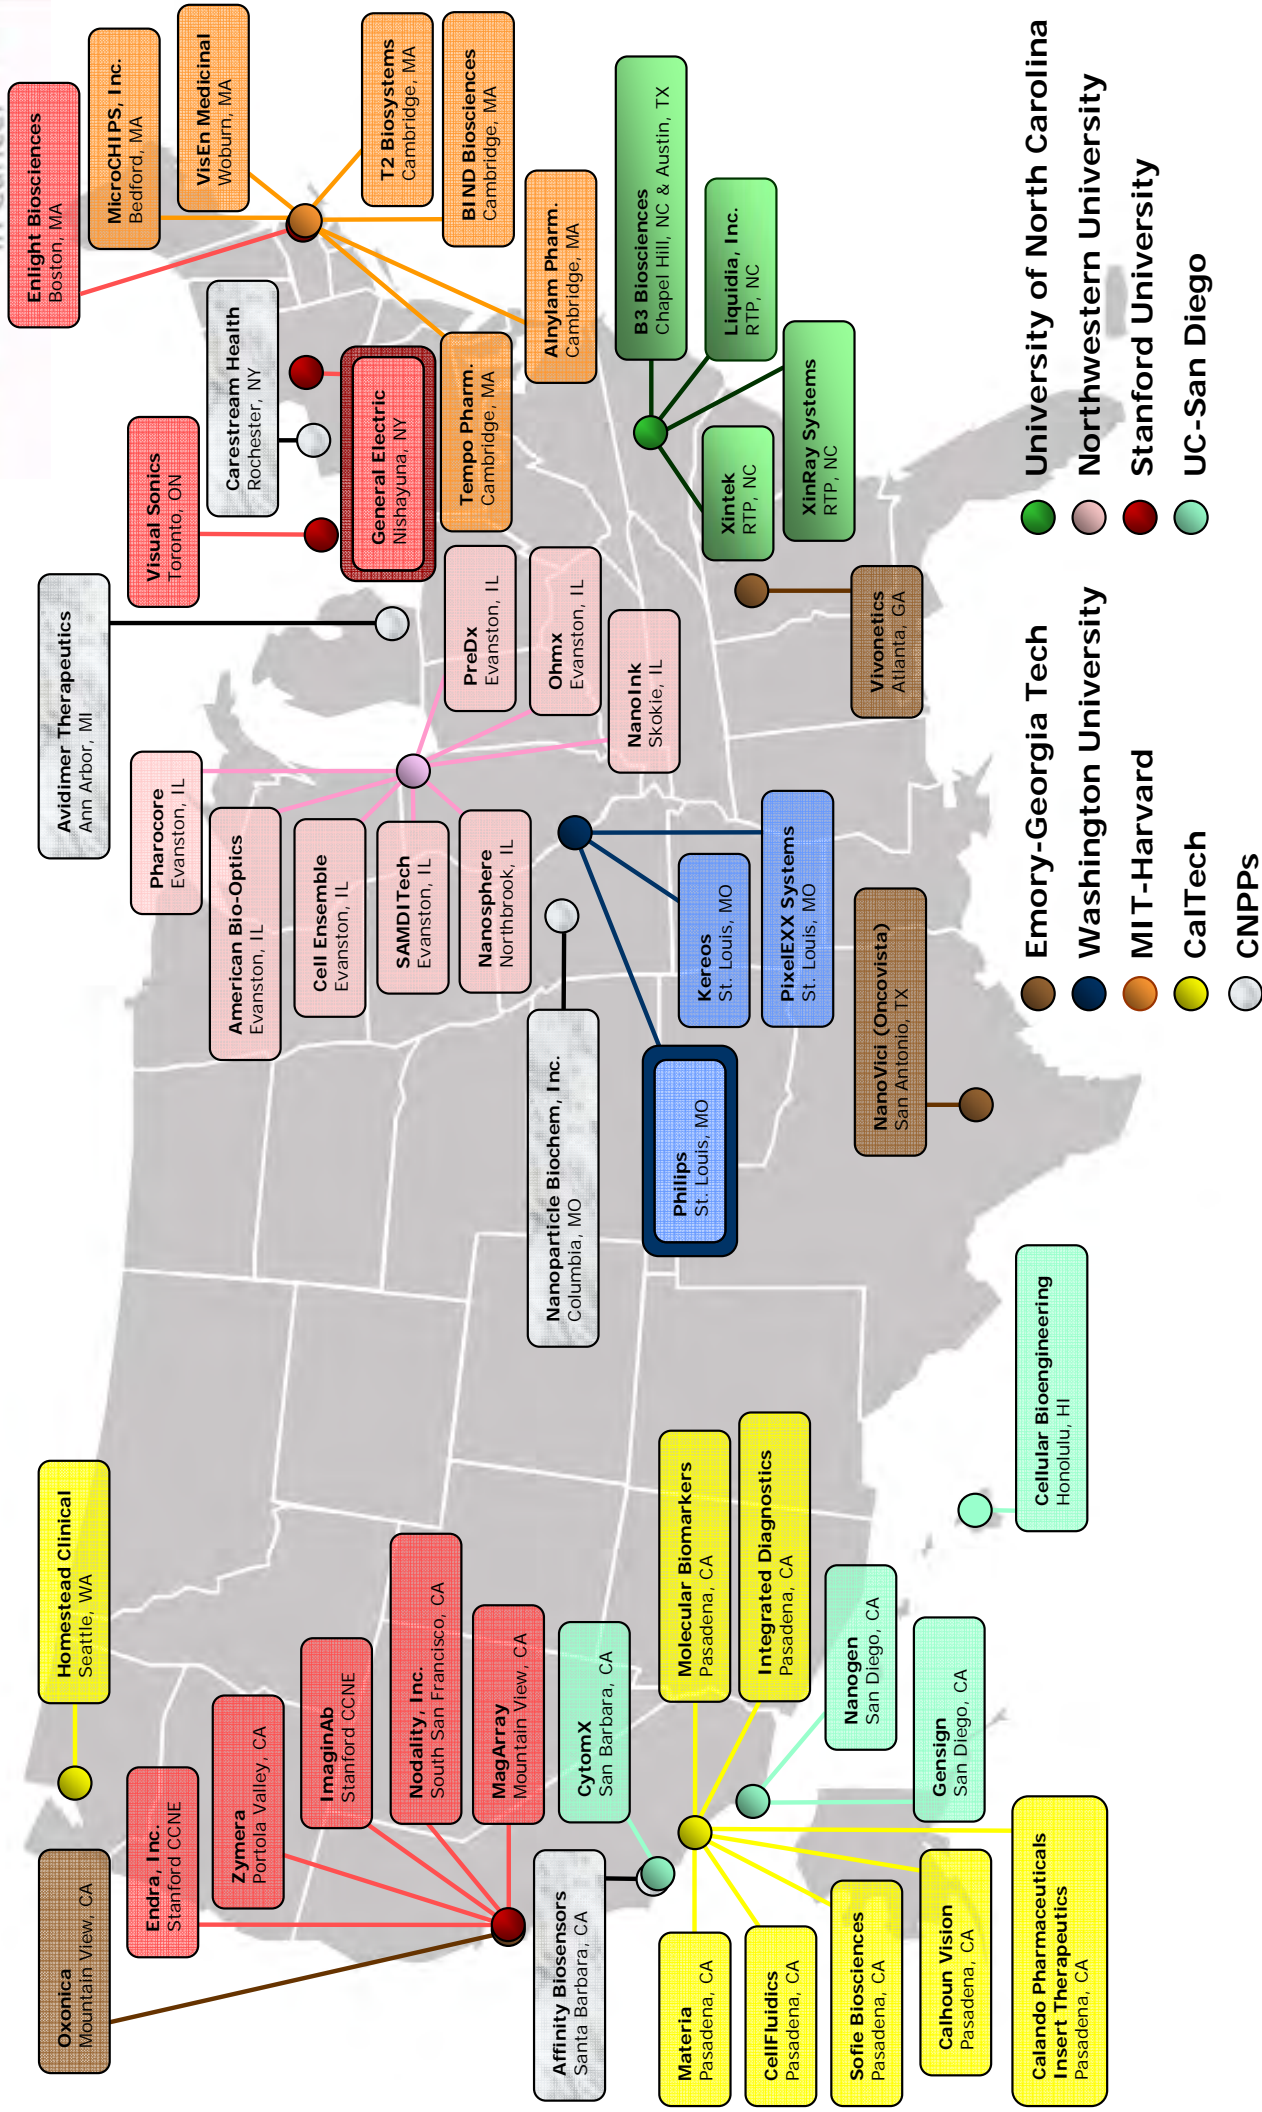 Oxonica
Mountain View, CA
Homestead Clinical
Seattle, WA
Avidimer Therapeutics
Ann Arbor, MI
Enlight Biosciences
Boston, MA
Endra, Inc.
Stanford CCNE
Pharocore
Evanston, IL
Visual Sonics
Toronto, ON
MicroCHIPS, Inc.
Bedford, MA
Zymera
Portola Valley, CA
American Bio-Optics
Evanston, IL
Carestream Health
Rochester, NY
VisEn Medicinal
Woburn, MA
ImaginAb
Stanford CCNE
Cell Ensemble
Evanston, IL
General Electric
Nishayuna, NY
T2 Biosystems
Cambridge, MA
Nodality, Inc.
South San Francisco, CA
SAMDITech
Evanston, IL
PreDx
Evanston, IL
Tempo Pharm.
Cambridge, MA
BIND Biosciences
Cambridge, MA
MagArray
Mountain View, CA
Nanosphere
Northbrook, IL
Ohmx
Evanston, IL
Alnylam Pharm.
Cambridge, MA
Affinity Biosensors
Santa Barbara, CA
CytomX
San Barbara, CA
Nanoparticle Biochem, Inc.
Columbia, MO
NanoInk
Skokie, IL
B3 Biosciences
Chapel Hill, NC & Austin, TX
Materia
Pasadena, CA
Molecular Biomarkers
Pasadena, CA
Philips
St. Louis, MO
Kereos
St. Louis, MO
Xintek
RTP, NC
Liquidia, Inc.
RTP, NC
CellFluidics
Pasadena, CA
Integrated Diagnostics
Pasadena, CA
PixelEXX Systems
St. Louis, MO
XinRay Systems
RTP, NC
Sofie Biosciences
Pasadena, CA
Nanogen
San Diego, CA
NanoVici (Oncovista)
San Antonio, TX
Vivonetics
Atlanta, GA
Calhoun Vision
Pasadena, CA
Gensign
San Diego, CA
Calando Pharmaceuticals
Insert Therapeutics
Pasadena, CA
Cellular Bioengineering
Honolulu, HI
Emory-Georgia Tech
Washington University
MIT-Harvard
CalTech
CNPPs
University of North Carolina
Northwestern University
Stanford University
UC-San Diego